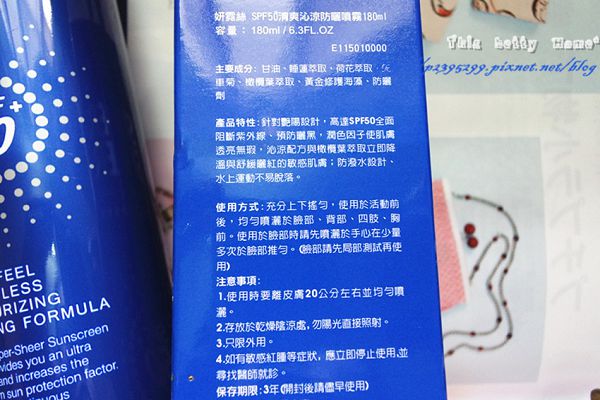 妍霓絲 SPF50清爽沁涼防曬噴霧180ml
容量：180ml/6.3FL.OZ
E115010000
主要成分：甘油、睡蓮萃取、荷花萃取、矢
車菊、橄欖葉萃取、黃金修護海藻、防曬
劑
產品特性：針對艷陽設計，高達SPF50全面
阻斷紫外線、預防曬黑，潤色因子使肌膚
透亮無瑕，沁涼配方與橄欖葉萃取立即降
溫與舒緩曬紅的敏感肌膚；防潑水設計、
水上運動不易脫落。
使用方式：充分上下搖勻，使用於活動前
後，均勻噴灑於臉部、背部、四肢、胸
前。使用於臉部時請先噴灑於手心在少量
多次於臉部推勻。(臉部請先局部測試再使
用)
注意事項：
1.使用時要離皮膚20公分左右並均勻噴
灑。
2.存放於乾燥陰涼處，勿陽光直接照射。
3.只限外用。
4.如有敏感紅腫等症狀，應立即停止使用，並
尋找醫師就診。
保存期限：3年(開封後請儘早使用)
FEEL
LESS
URIZING
NG FORMULA
per-Sheer Sunscreen
vides you an ultra
and increases the
m sun protection factor.
nuous
This hotty Home
p2395299.pixnet.net/blog